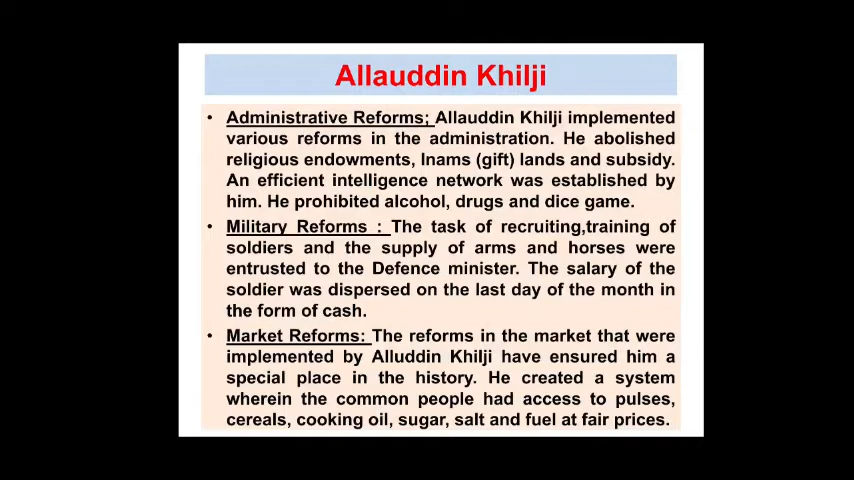 Allauddin Khilji
• Administrative Reforms; Allauddin Khilji implemented
various reforms in the administration. He abolished
religious endowments, Inams (gift) lands and subsidy.
An efficient intelligence network was established by
him. He prohibited alcohol, drugs and dice game.
• Military Reforms : The task of recruiting,training of
soldiers and the supply of arms and horses were
entrusted to the Defence minister. The salary of the
soldier was dispersed on the last day of the month in
the form of cash.
• Market Reforms: The reforms in the market that were
implemented by Alluddin Khilji have ensured him a
special place in the history. He created a system
wherein the common people had access to pulses,
cereals, cooking oil, sugar, salt and fuel at fair prices.